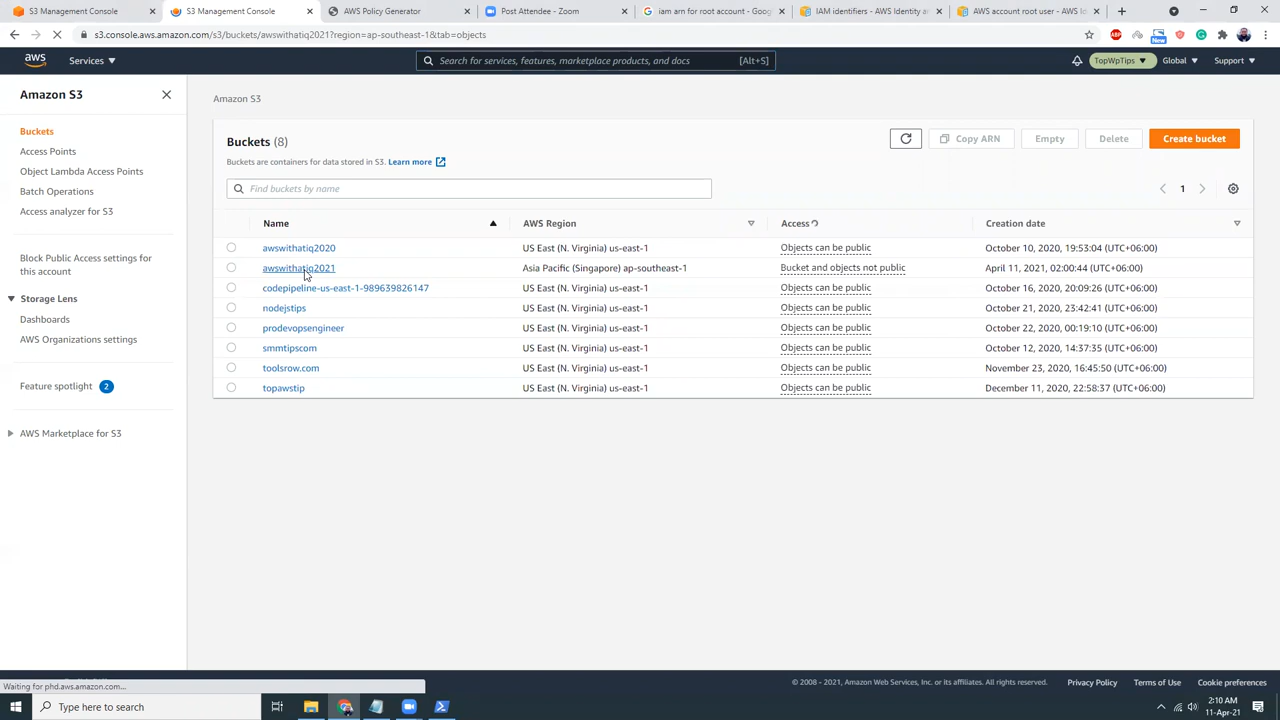 S3 Management Console
S3 Management Console
AWS Policy Generator
Post Attendee - Zoom
iam arn for root account - Goog
IAM identifiers - AWS Identity a
AWS account root user - AWS Id
s3.console.aws.amazon.com/s3/buckets/awswithatiq2021?region=ap-southeast-1&tab=objects
ABP
New
aws
Services
Search for services, features, marketplace products, and docs
[Alt+S]
TopWpTips
Global
Support
Amazon S3
Buckets
Access Points
Object Lambda Access Points
Batch Operations
Access analyzer for S3
Block Public Access settings for
this account
Storage Lens
Dashboards
AWS Organizations settings
Feature spotlight 2
AWS Marketplace for S3
Amazon S3
Buckets (8)
Buckets are containers for data stored in S3. Learn more
Copy ARN
Empty
Delete
Create bucket
Find buckets by name
1
Name AWS Region Access Creation date
awswithatiq2020 US East (N. Virginia) us-east-1 Objects can be public October 10, 2020, 19:53:04 (UTC+06:00)
awswithatiq2021 Asia Pacific (Singapore) ap-southeast-1 Bucket and objects not public April 11, 2021, 02:00:44 (UTC+06:00)
codepipeline-us-east-1-989639826147 US East (N. Virginia) us-east-1 Objects can be public October 16, 2020, 20:09:26 (UTC+06:00)
nodejstips US East (N. Virginia) us-east-1 Objects can be public October 21, 2020, 23:42:41 (UTC+06:00)
prodevopsengineer US East (N. Virginia) us-east-1 Objects can be public October 22, 2020, 00:19:10 (UTC+06:00)
smmtipscom US East (N. Virginia) us-east-1 Objects can be public October 12, 2020, 14:37:35 (UTC+06:00)
toolsrow.com US East (N. Virginia) us-east-1 Objects can be public November 23, 2020, 16:45:50 (UTC+06:00)
topawstip US East (N. Virginia) us-east-1 Objects can be public December 11, 2020, 22:58:37 (UTC+06:00)
Waiting for phd.aws.amazon.com...
© 2008 - 2021, Amazon Web Services, Inc. or its affiliates. All rights reserved.
Privacy Policy
Terms of Use
Cookie preferences
Type here to search
2:10 AM
11-Apr-21